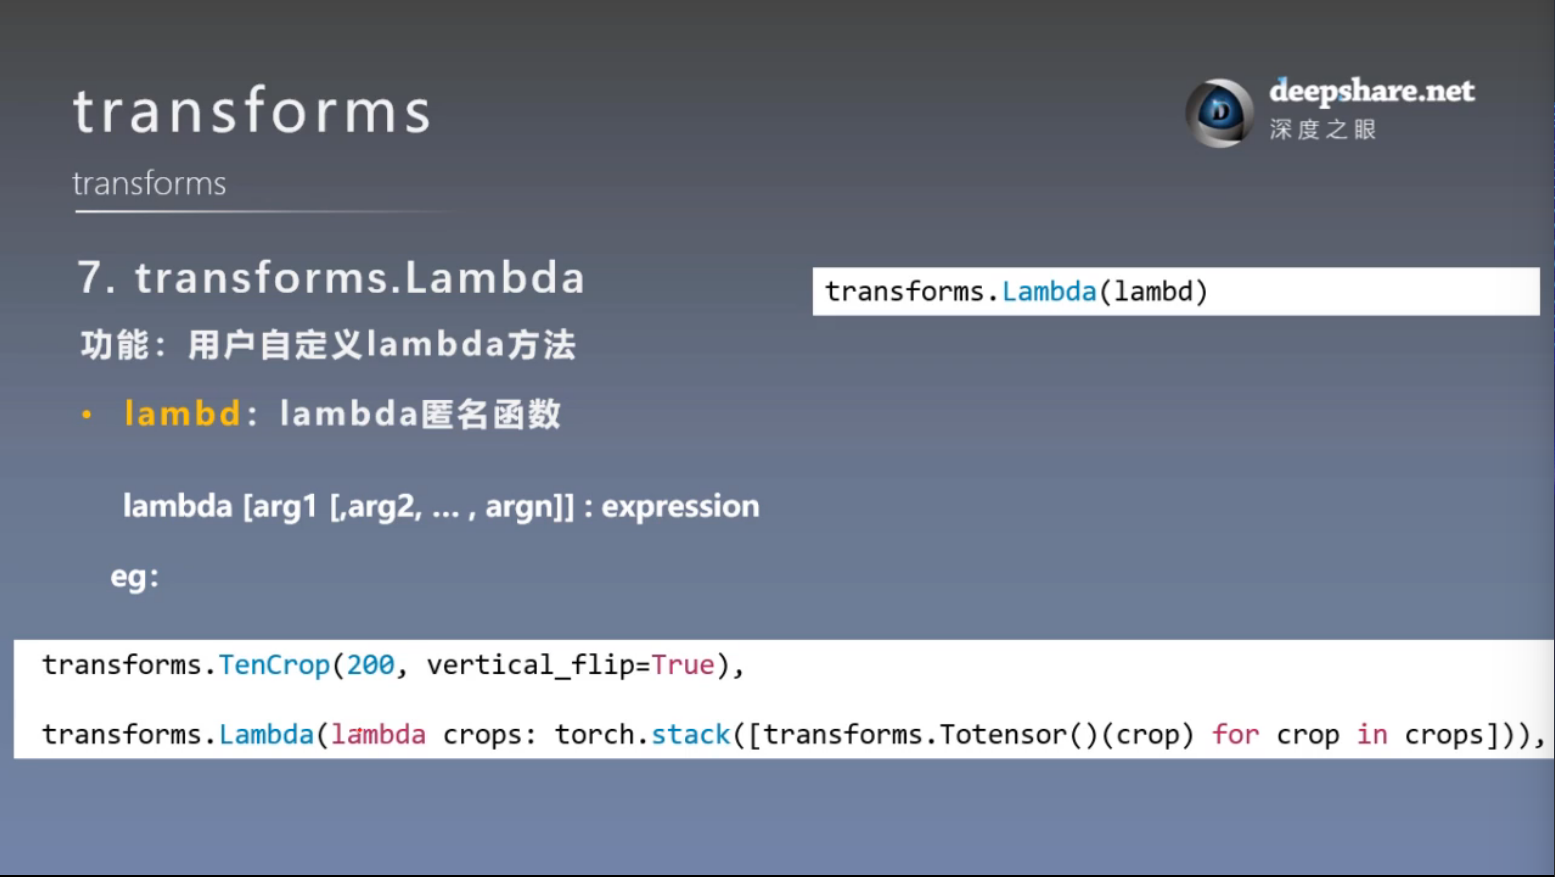 transforms
deepshare.net
深度之眼
transforms
7. transforms.Lambda
transforms.Lambda(lambd)
功能：用户自定义lambda方法
• lambd：lambda匿名函数
lambda [arg1 [,arg2, ... , argn]] : expression
eg：
transforms.TenCrop(200, vertical_flip=True),
transforms.Lambda(lambda crops: torch.stack([transforms.Totensor()(crop) for crop in crops])),